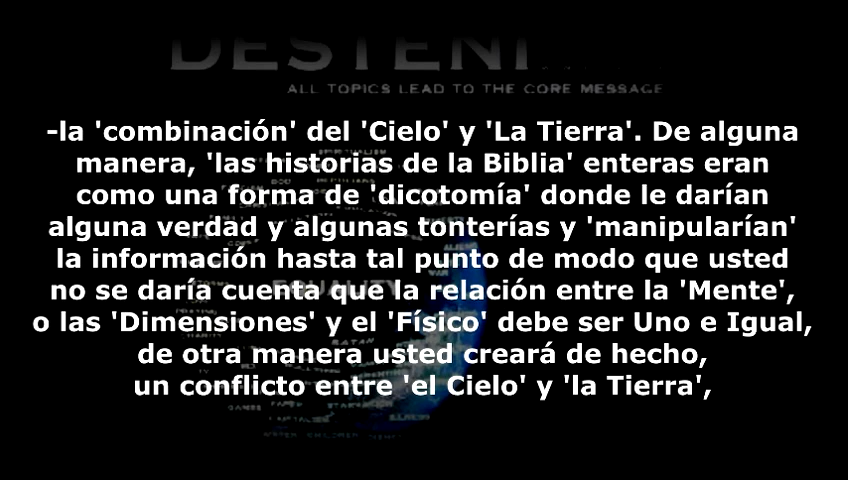 DESTENI
ALL TOPICS LEAD TO THE CORE MESSAGE
-la 'combinación' del 'Cielo' y 'La Tierra'. De alguna
manera, 'las historias de la Biblia' enteras eran
como una forma de 'dicotomía' donde le darían
alguna verdad y algunas tonterías y 'manipularían'
la información hasta tal punto de modo que usted
no se daría cuenta que la relación entre la 'Mente',
o las 'Dimensiones' y el 'Físico' debe ser Uno e Igual,
de otra manera usted creará de hecho,
un conflicto entre 'el Cielo' y 'la Tierra',
EQUALITY